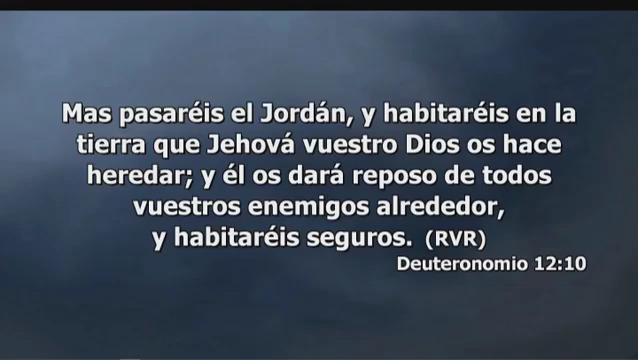 Mas pasaréis el Jordán, y habitaréis en la
tierra que Jehová vuestro Dios os hace
heredar; y él os dará reposo de todos
vuestros enemigos alrededor,
y habitaréis seguros. (RVR)
Deuteronomio 12:10